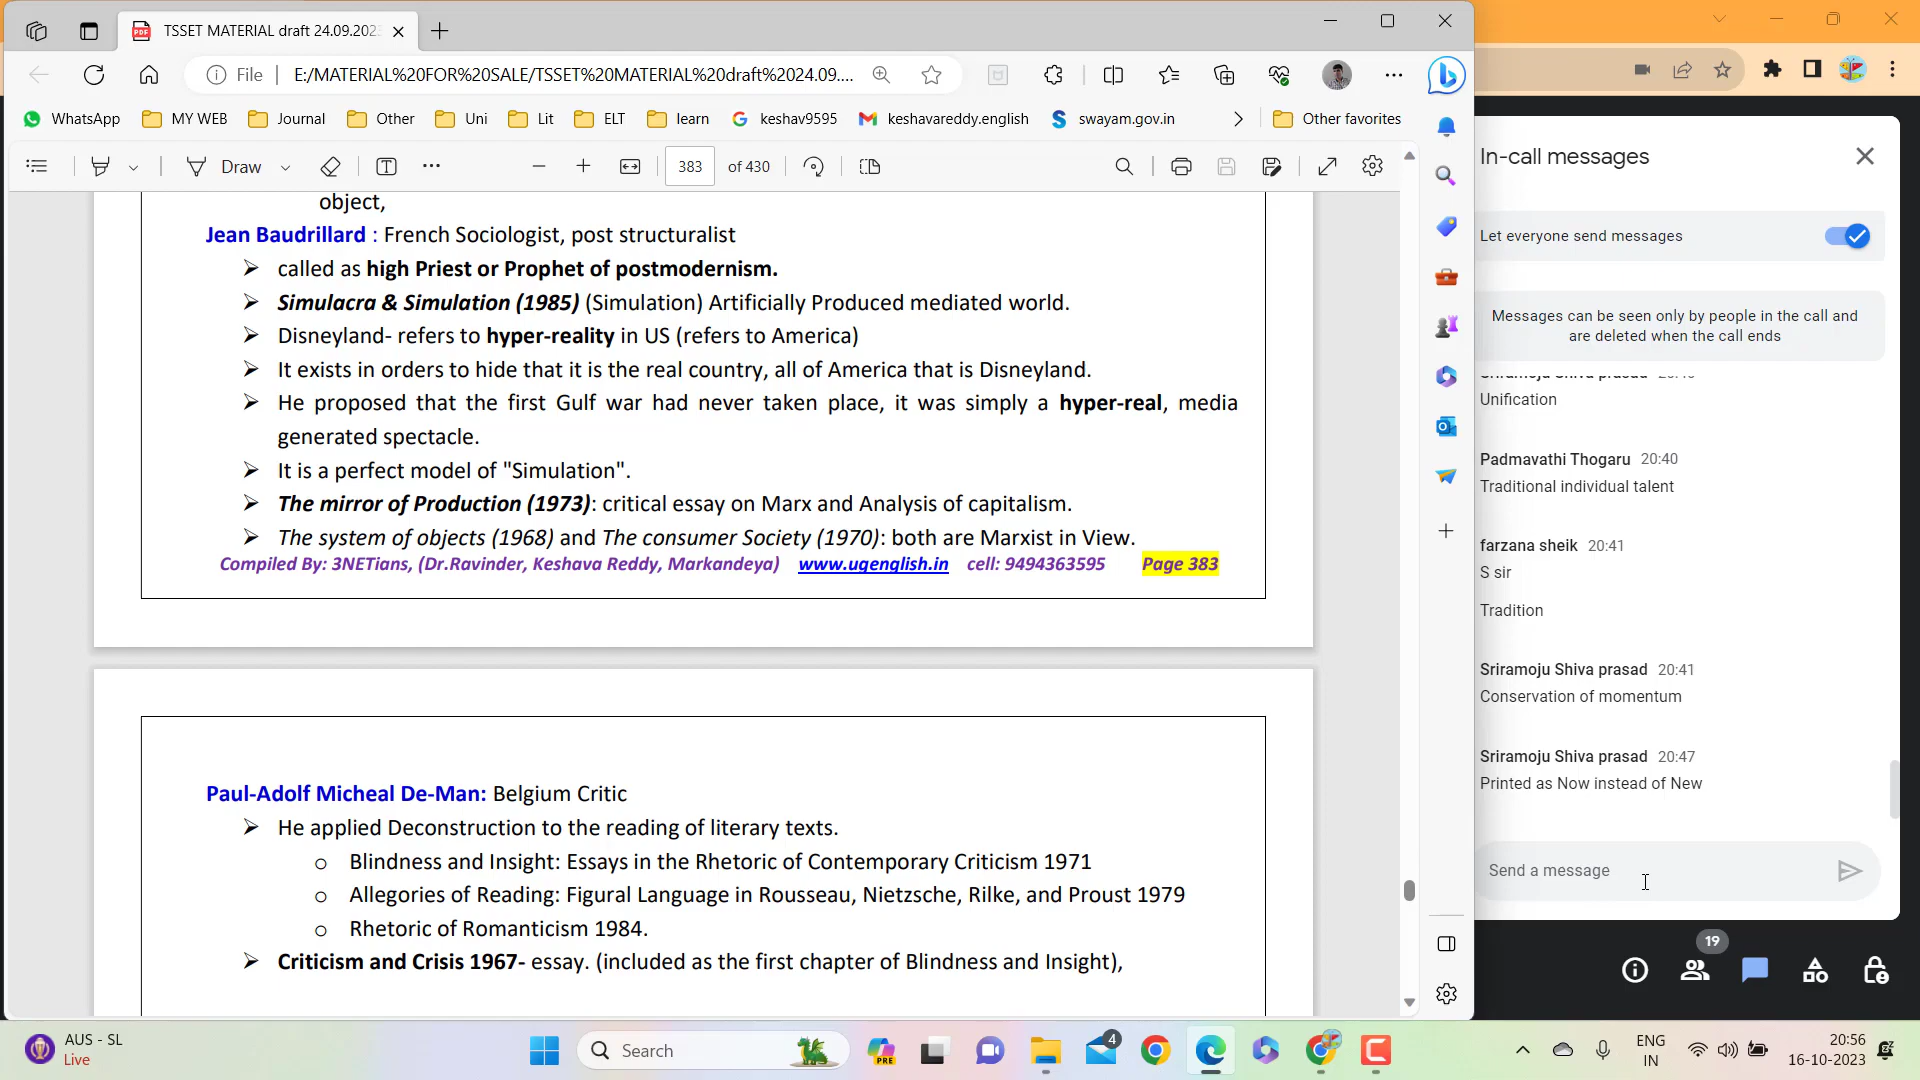 TSSET MATERIAL draft 24.09.202
File
E:/MATERIAL%20FOR%20SALE/TSSET%20MATERIAL%20draft%2024.09....
WhatsApp
MY WEB
Journal
Other
Uni
Lit
ELT
learn
keshav9595
keshavareddy.english
swayam.gov.in
Other favorites
Draw
383
of 430
object,
Jean Baudrillard : French Sociologist, post structuralist
➢ called as high Priest or Prophet of postmodernism.
➢ Simulacra & Simulation (1985) (Simulation) Artificially Produced mediated world.
➢ Disneyland- refers to hyper-reality in US (refers to America)
➢ It exists in orders to hide that it is the real country, all of America that is Disneyland.
➢ He proposed that the first Gulf war had never taken place, it was simply a hyper-real, media
generated spectacle.
➢ It is a perfect model of "Simulation".
➢ The mirror of Production (1973): critical essay on Marx and Analysis of capitalism.
➢ The system of objects (1968) and The consumer Society (1970): both are Marxist in View.
Compiled By: 3NETians, (Dr.Ravinder, Keshava Reddy, Markandeya) www.ugenglish.in cell: 9494363595 Page 383
Paul-Adolf Micheal De-Man: Belgium Critic
➢ He applied Deconstruction to the reading of literary texts.
o Blindness and Insight: Essays in the Rhetoric of Contemporary Criticism 1971
o Allegories of Reading: Figural Language in Rousseau, Nietzsche, Rilke, and Proust 1979
o Rhetoric of Romanticism 1984.
➢ Criticism and Crisis 1967- essay. (included as the first chapter of Blindness and Insight),
In-call messages
Let everyone send messages
Messages can be seen only by people in the call and
are deleted when the call ends
Sriramoju Shiva prasad
Unification
Padmavathi Thogaru 20:40
Traditional individual talent
farzana sheik 20:41
S sir
Tradition
Sriramoju Shiva prasad 20:41
Conservation of momentum
Sriramoju Shiva prasad 20:47
Printed as Now instead of New
Send a message
19
AUS - SL
Live
Search
PRE
4
ENG
IN
20:56
16-10-2023